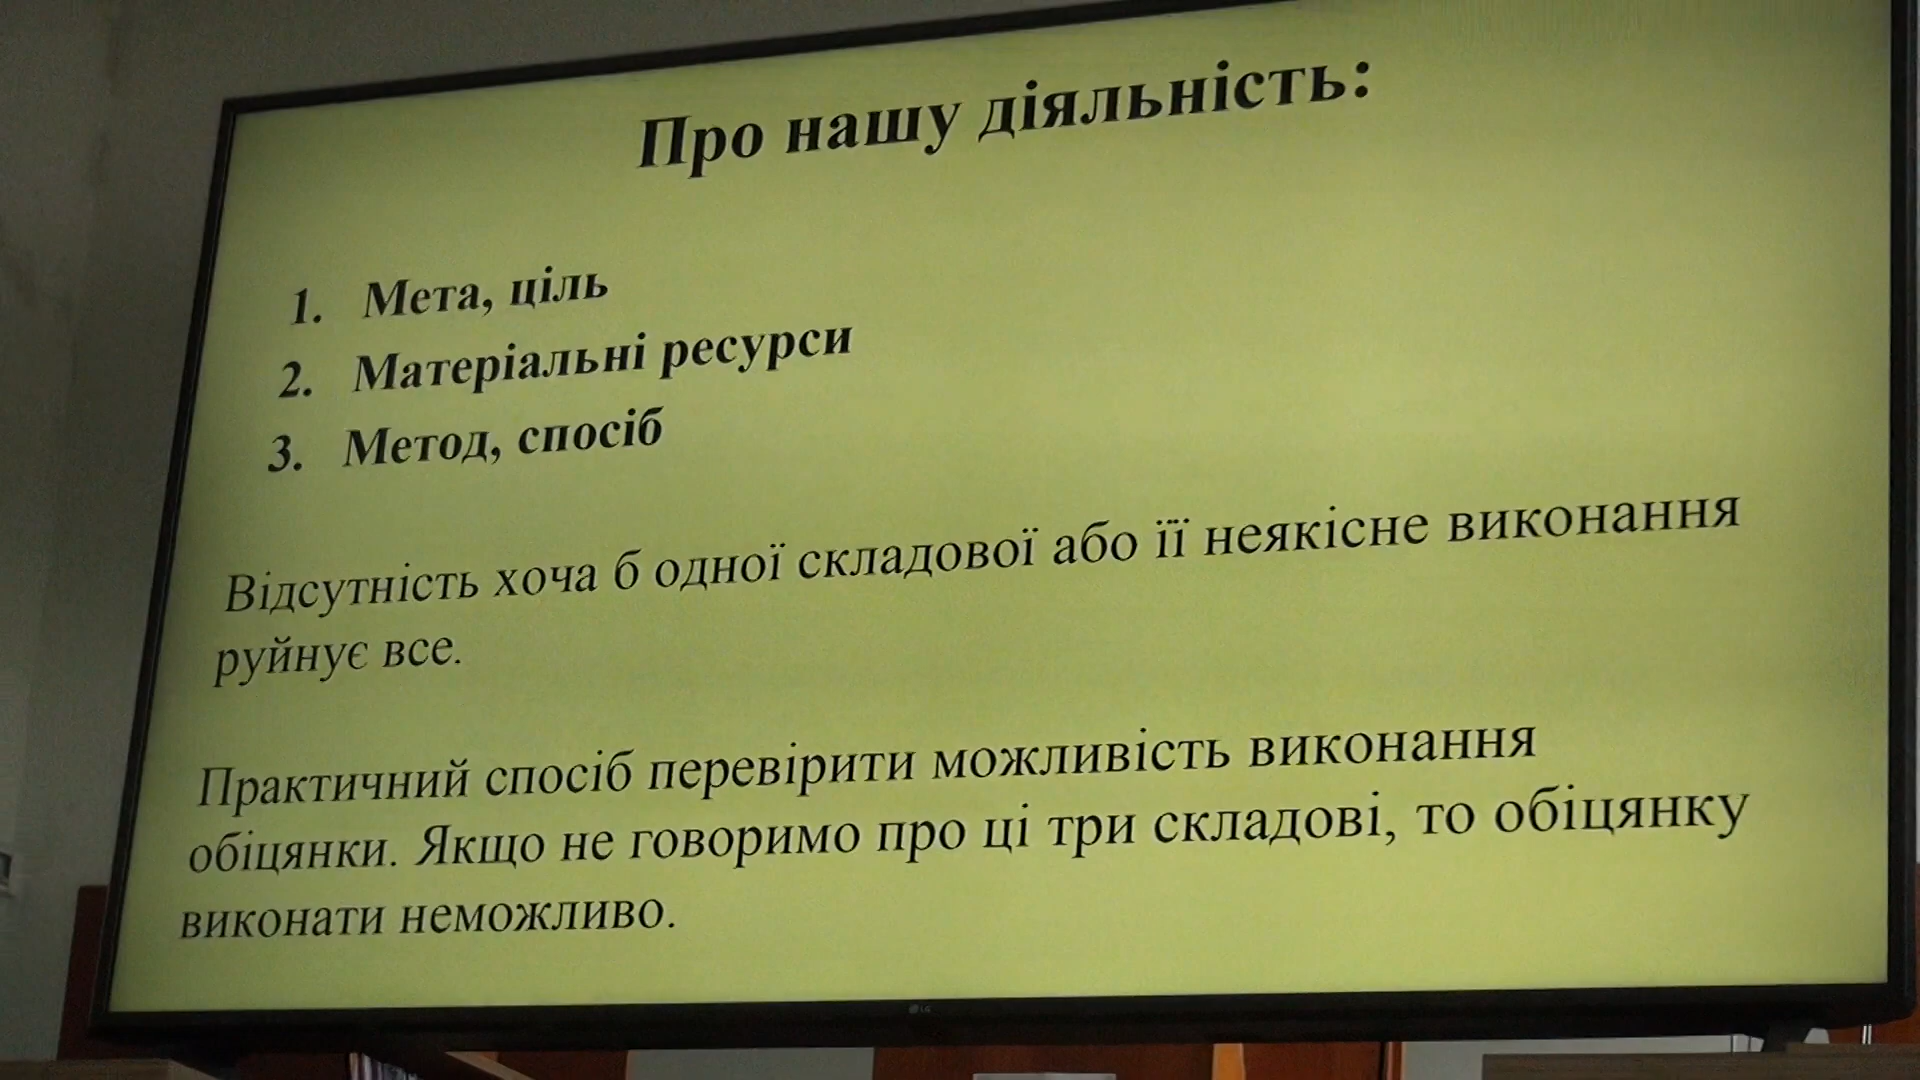 Про нашу діяльність:
1. Мета, ціль
2. Матеріальні ресурси
3. Метод, спосіб
Відсутність хоча б одної складової або її неякісне виконання
руйнує все.
Практичний спосіб перевірити можливість виконання
обіцянки. Якщо не говоримо про ці три складові, то обіцянку
виконати неможливо.
LG